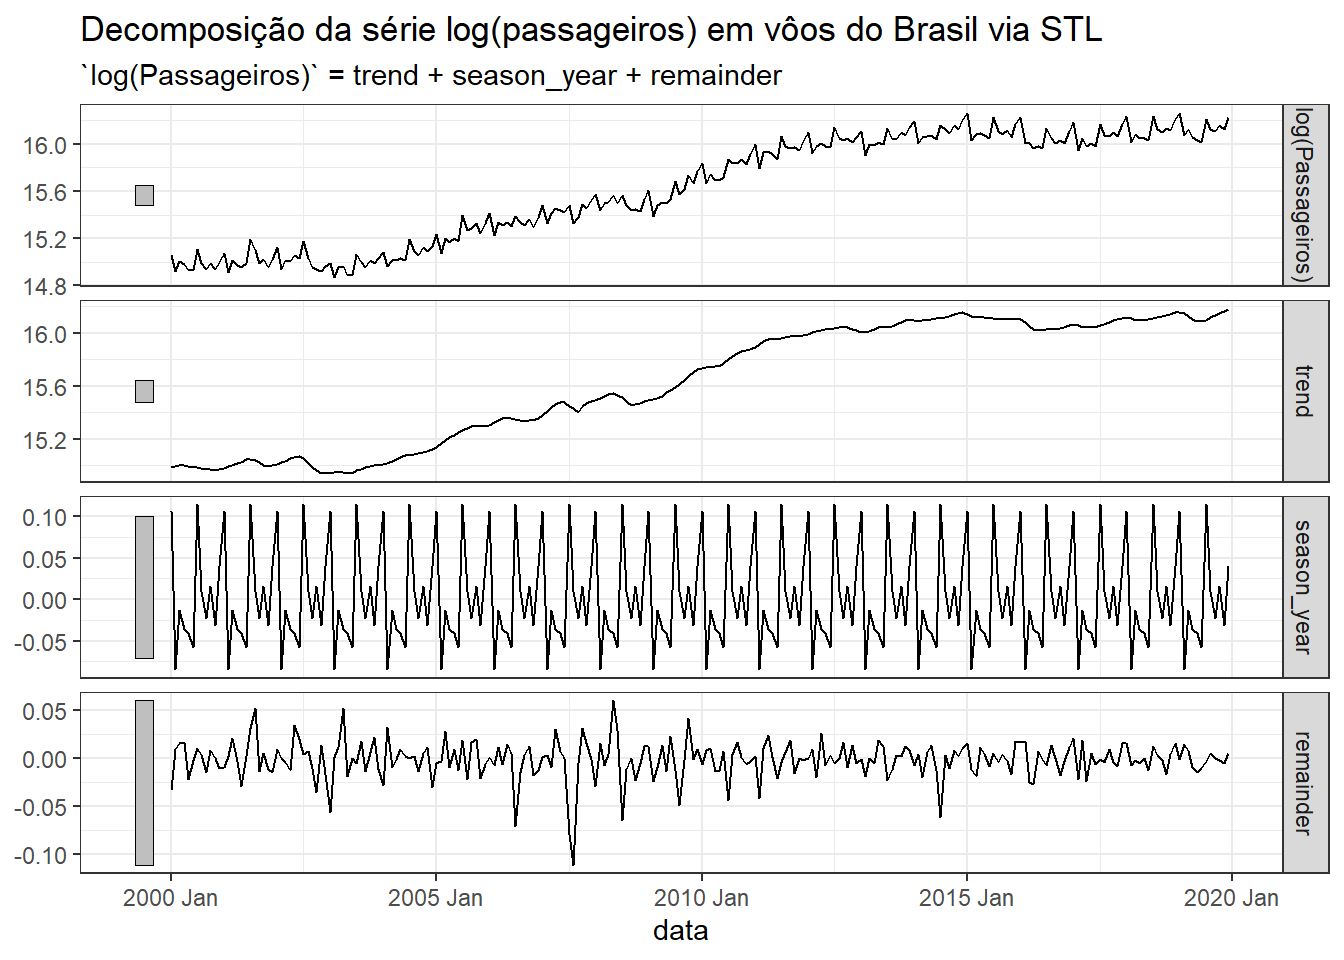 Decomposição da série log(passageiros) em vôos do Brasil via STL
`log(Passageiros)` = trend + season_year + remainder
16.0
15.6
15.2
14.8
log(Passageiros)
16.0
15.6
15.2
trend
0.10
0.05
0.00
-0.05
season_year
0.05
0.00
-0.05
-0.10
remainder
2000 Jan
2005 Jan
2010 Jan
2015 Jan
2020 Jan
data